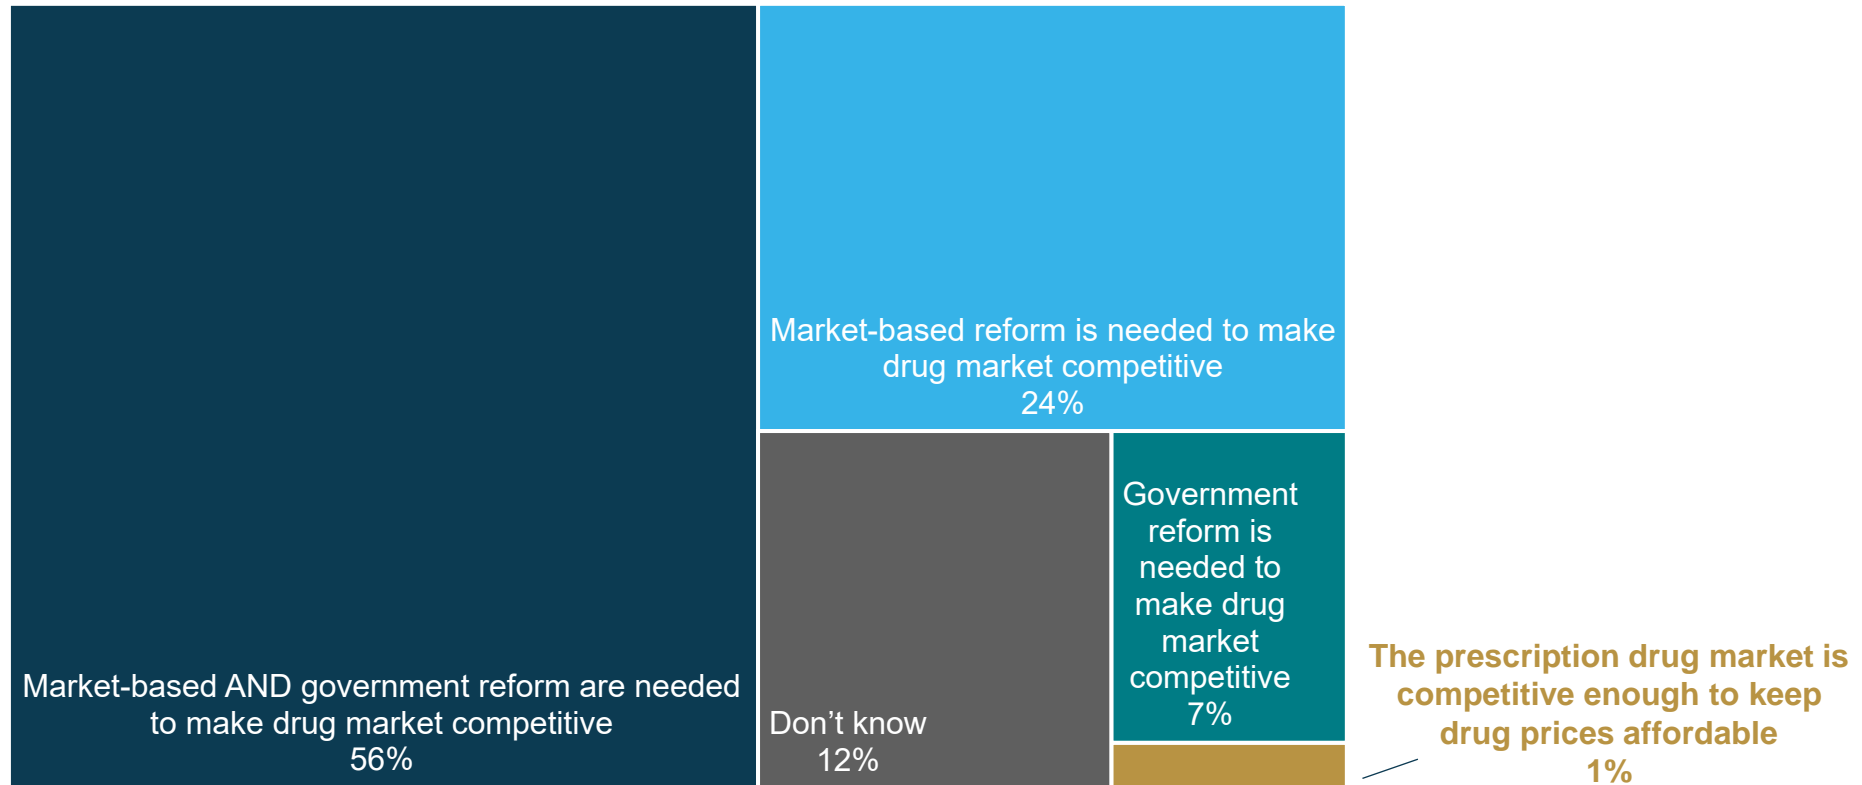 Market-based AND government reform are needed
to make drug market competitive
56%
Market-based reform is needed to make
drug market competitive
24%
Don’t know
12%
Government
reform is
needed to
make drug
market
competitive
7%
The prescription drug market is
competitive enough to keep
drug prices affordable
1%